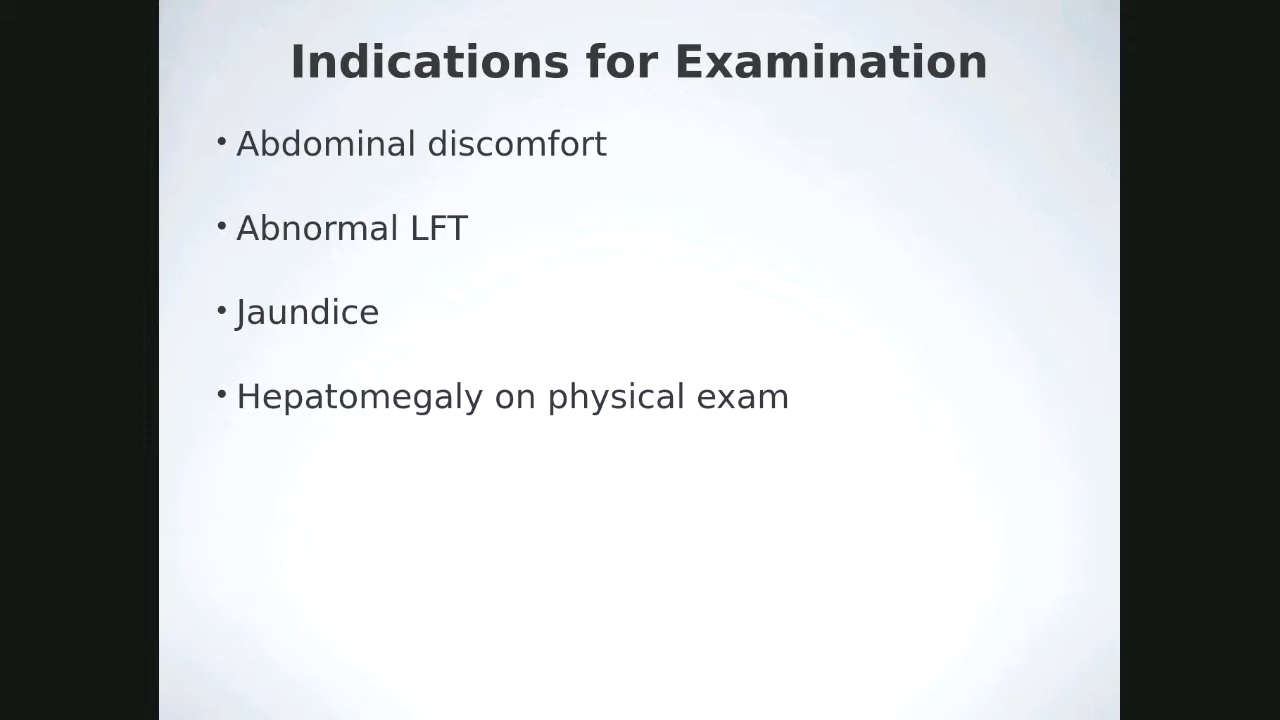 Indications for Examination
• Abdominal discomfort
• Abnormal LFT
• Jaundice
• Hepatomegaly on physical exam